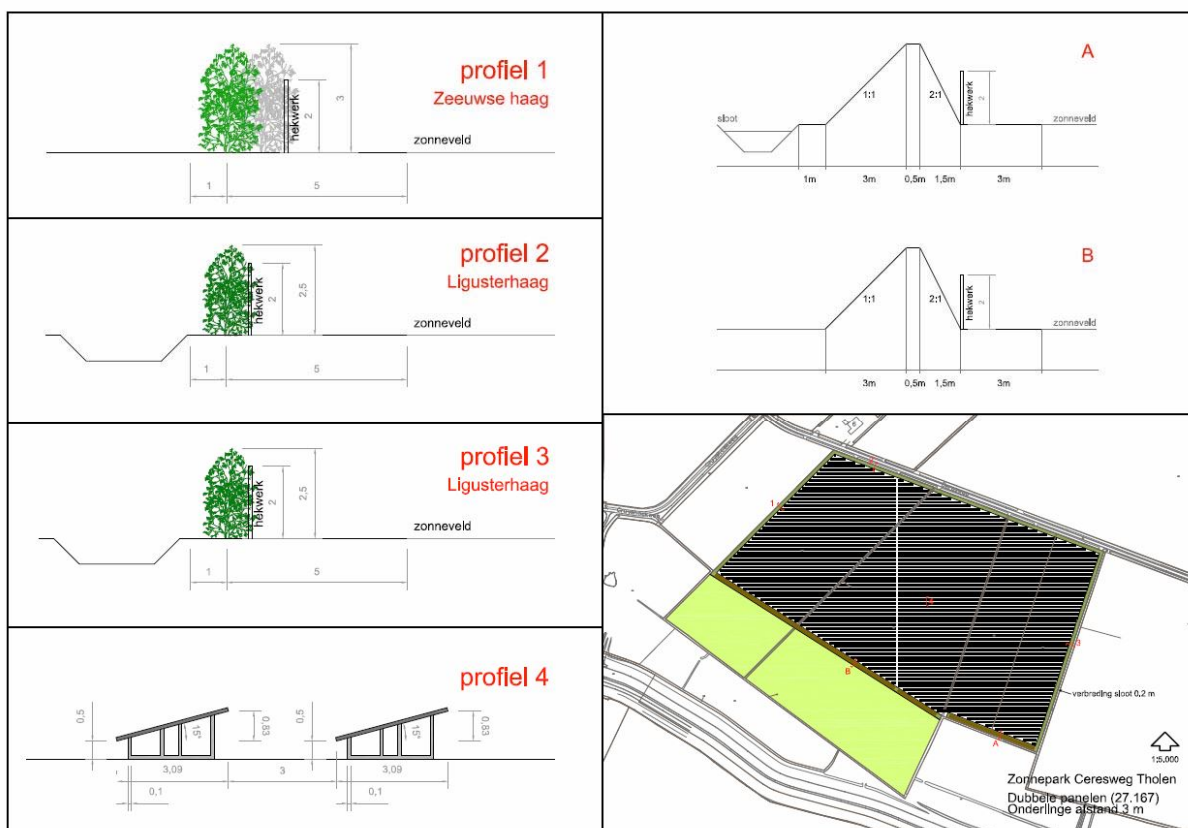 profiel 1
Zeeuwse haag
hekwerk
2
3
zonneveld
1
5
profiel 2
Ligusterhaag
hekwerk
2
2,5
zonneveld
1
5
profiel 3
Ligusterhaag
hekwerk
2
2,5
zonneveld
1
5
profiel 4
0,5
15°
0,83
0,5
15°
0,83
3,09
3
3,09
0,1
0,1
A
1:1
2:1
hekwerk
2
sloot
zonneveld
1m
3m
0,5m
1,5m
3m
B
1:1
2:1
hekwerk
2
zonneveld
3m
0,5m
1,5m
3m
2
1
4
3
B
A
verbreding sloot 0.2 m
1:5.000
Zonnepark Ceresweg Tholen
Dubbele panelen (27.167)
Onderlinge afstand 3 m